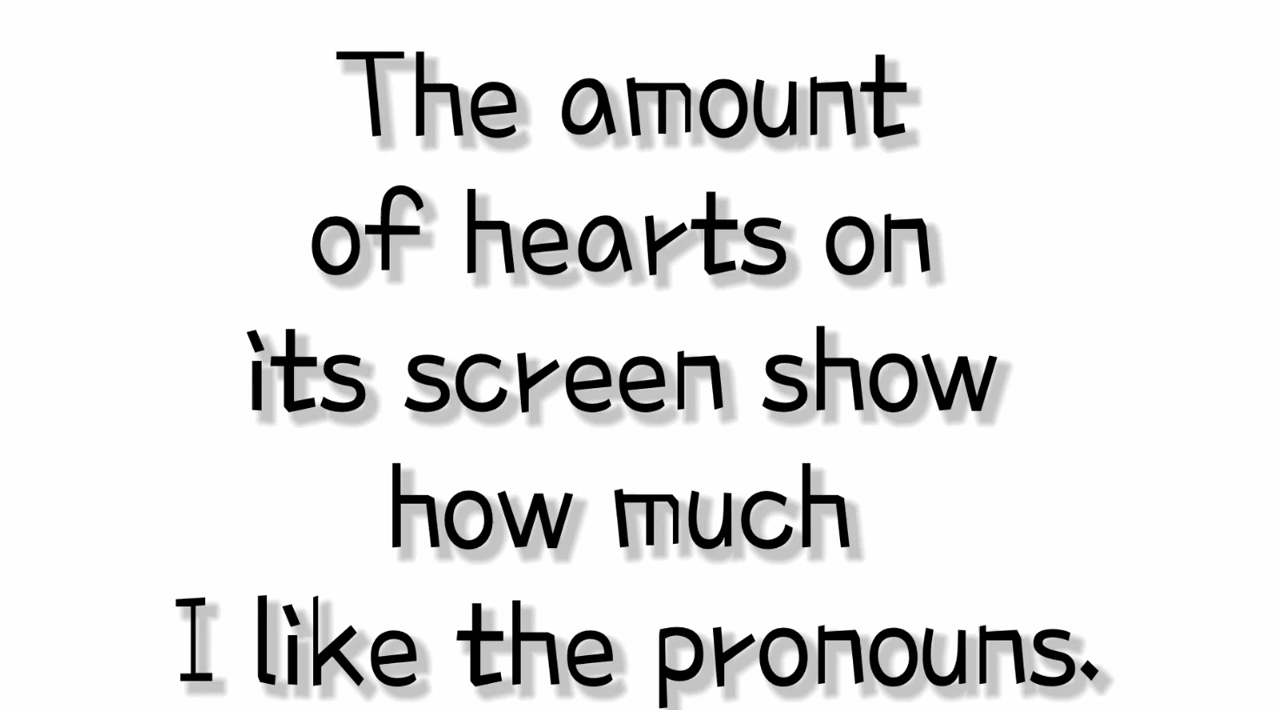 The amount
of hearts on
its screen show
how much
I like the pronouns.